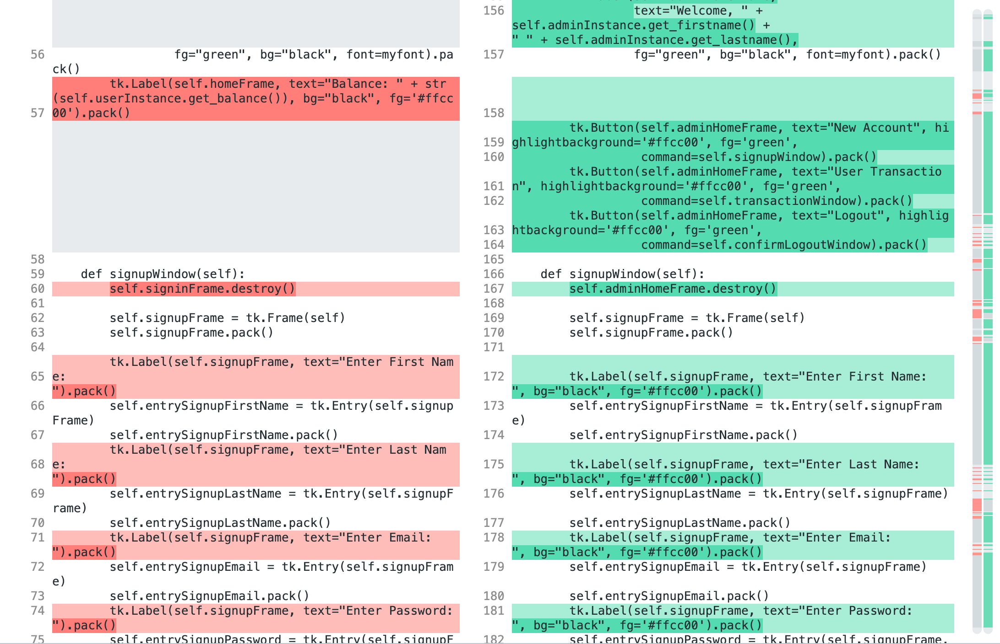 56                 fg="green", bg="black", font=myfont).pa
ck()
        tk.Label(self.homeFrame, text="Balance: " + str
(self.userInstance.get_balance()), bg="black", fg='#ffcc
57 00').pack()
58
59     def signupWindow(self):
60         self.signinFrame.destroy()
61
62         self.signupFrame = tk.Frame(self)
63         self.signupFrame.pack()
64
        tk.Label(self.signupFrame, text="Enter First Nam
65 e:
").pack()
66         self.entrySignupFirstName = tk.Entry(self.signup
Frame)
67         self.entrySignupFirstName.pack()
        tk.Label(self.signupFrame, text="Enter Last Nam
68 e:
").pack()
69         self.entrySignupLastName = tk.Entry(self.signupF
rame)
70         self.entrySignupLastName.pack()
71         tk.Label(self.signupFrame, text="Enter Email:
").pack()
72         self.entrySignupEmail = tk.Entry(self.signupFram
e)
73         self.entrySignupEmail.pack()
74         tk.Label(self.signupFrame, text="Enter Password:
").pack()
75         self.entrySignupPassword = tk.Entry(self.signupF
156                 text="Welcome, " +
self.adminInstance.get_firstname() +
" " + self.adminInstance.get_lastname(),
157                 fg="green", bg="black", font=myfont).pack()
158
        tk.Button(self.adminHomeFrame, text="New Account", hi
159 ghlightbackground='#ffcc00', fg='green',
160                  command=self.signupWindow).pack()
        tk.Button(self.adminHomeFrame, text="User Transactio
161 n", highlightbackground='#ffcc00', fg='green',
162                  command=self.transactionWindow).pack()
        tk.Button(self.adminHomeFrame, text="Logout", highlig
163 htbackground='#ffcc00', fg='green',
164                  command=self.confirmLogoutWindow).pack()
165
166     def signupWindow(self):
167         self.adminHomeFrame.destroy()
168
169         self.signupFrame = tk.Frame(self)
170         self.signupFrame.pack()
171
172         tk.Label(self.signupFrame, text="Enter First Name:
", bg="black", fg='#ffcc00').pack()
173         self.entrySignupFirstName = tk.Entry(self.signupFram
e)
174         self.entrySignupFirstName.pack()
175         tk.Label(self.signupFrame, text="Enter Last Name:
", bg="black", fg='#ffcc00').pack()
176         self.entrySignupLastName = tk.Entry(self.signupFrame)
177         self.entrySignupLastName.pack()
178         tk.Label(self.signupFrame, text="Enter Email:
", bg="black", fg='#ffcc00').pack()
179         self.entrySignupEmail = tk.Entry(self.signupFrame)
180         self.entrySignupEmail.pack()
181         tk.Label(self.signupFrame, text="Enter Password:
", bg="black", fg='#ffcc00').pack()
182         self.entrySignupPassword = tk.Entry(self.signupFrame,